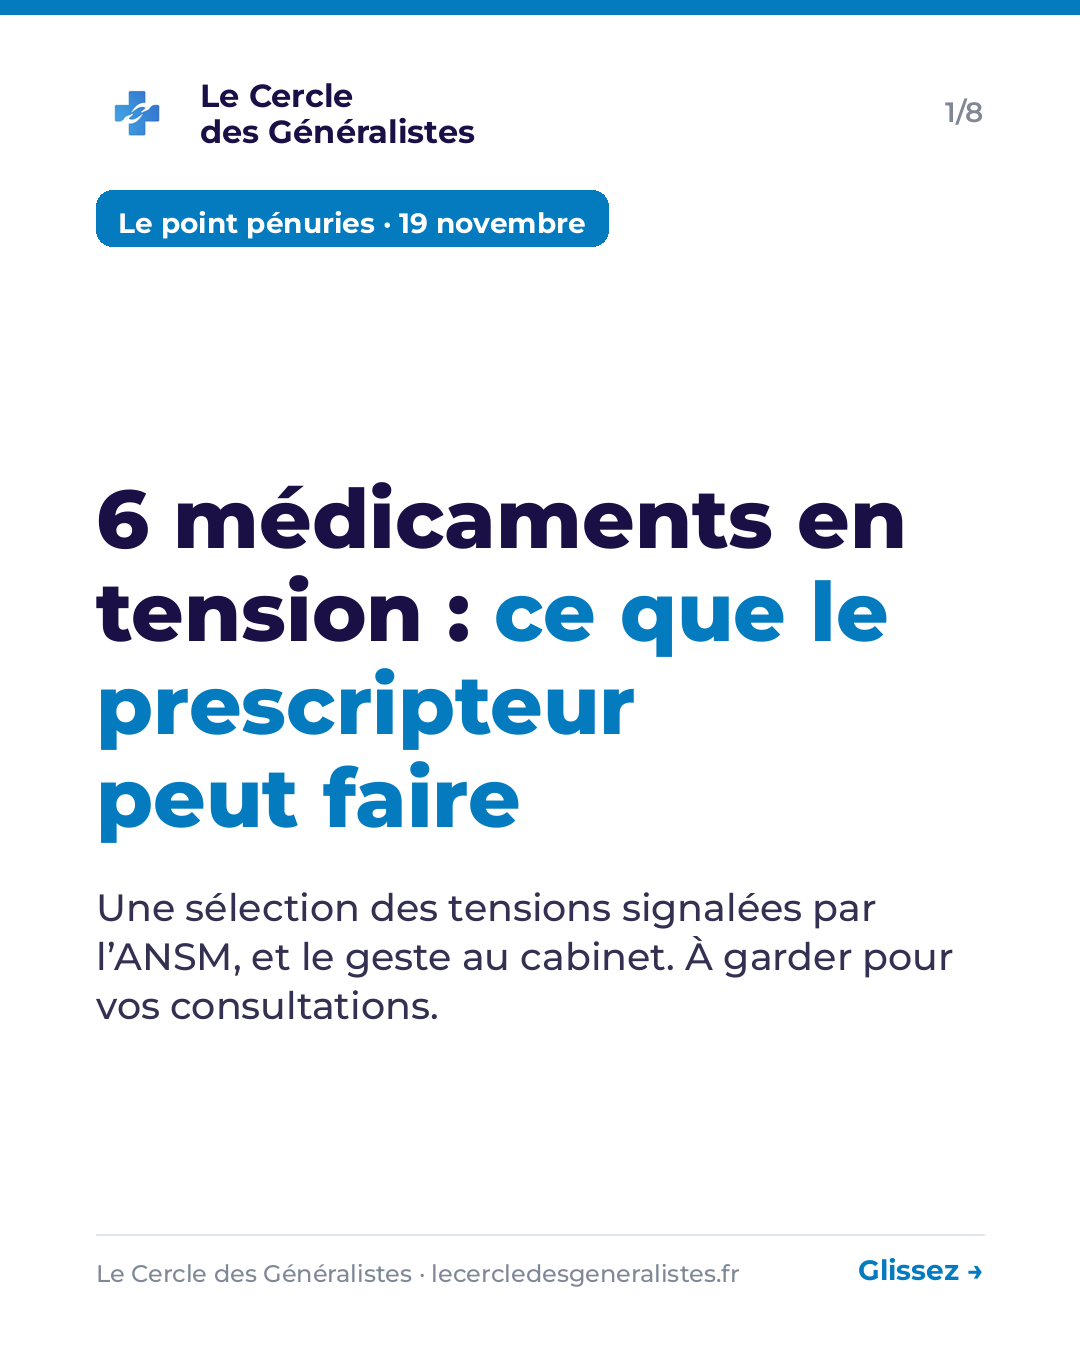 Le Cercle
des Généralistes
1/8
Le point pénuries · 19 novembre
6 médicaments en
tension : ce que le
prescripteur
peut faire
Une sélection des tensions signalées par
l’ANSM, et le geste au cabinet. À garder pour
vos consultations.
Le Cercle des Généralistes · lecercledesgeneralistes.fr
Glissez →